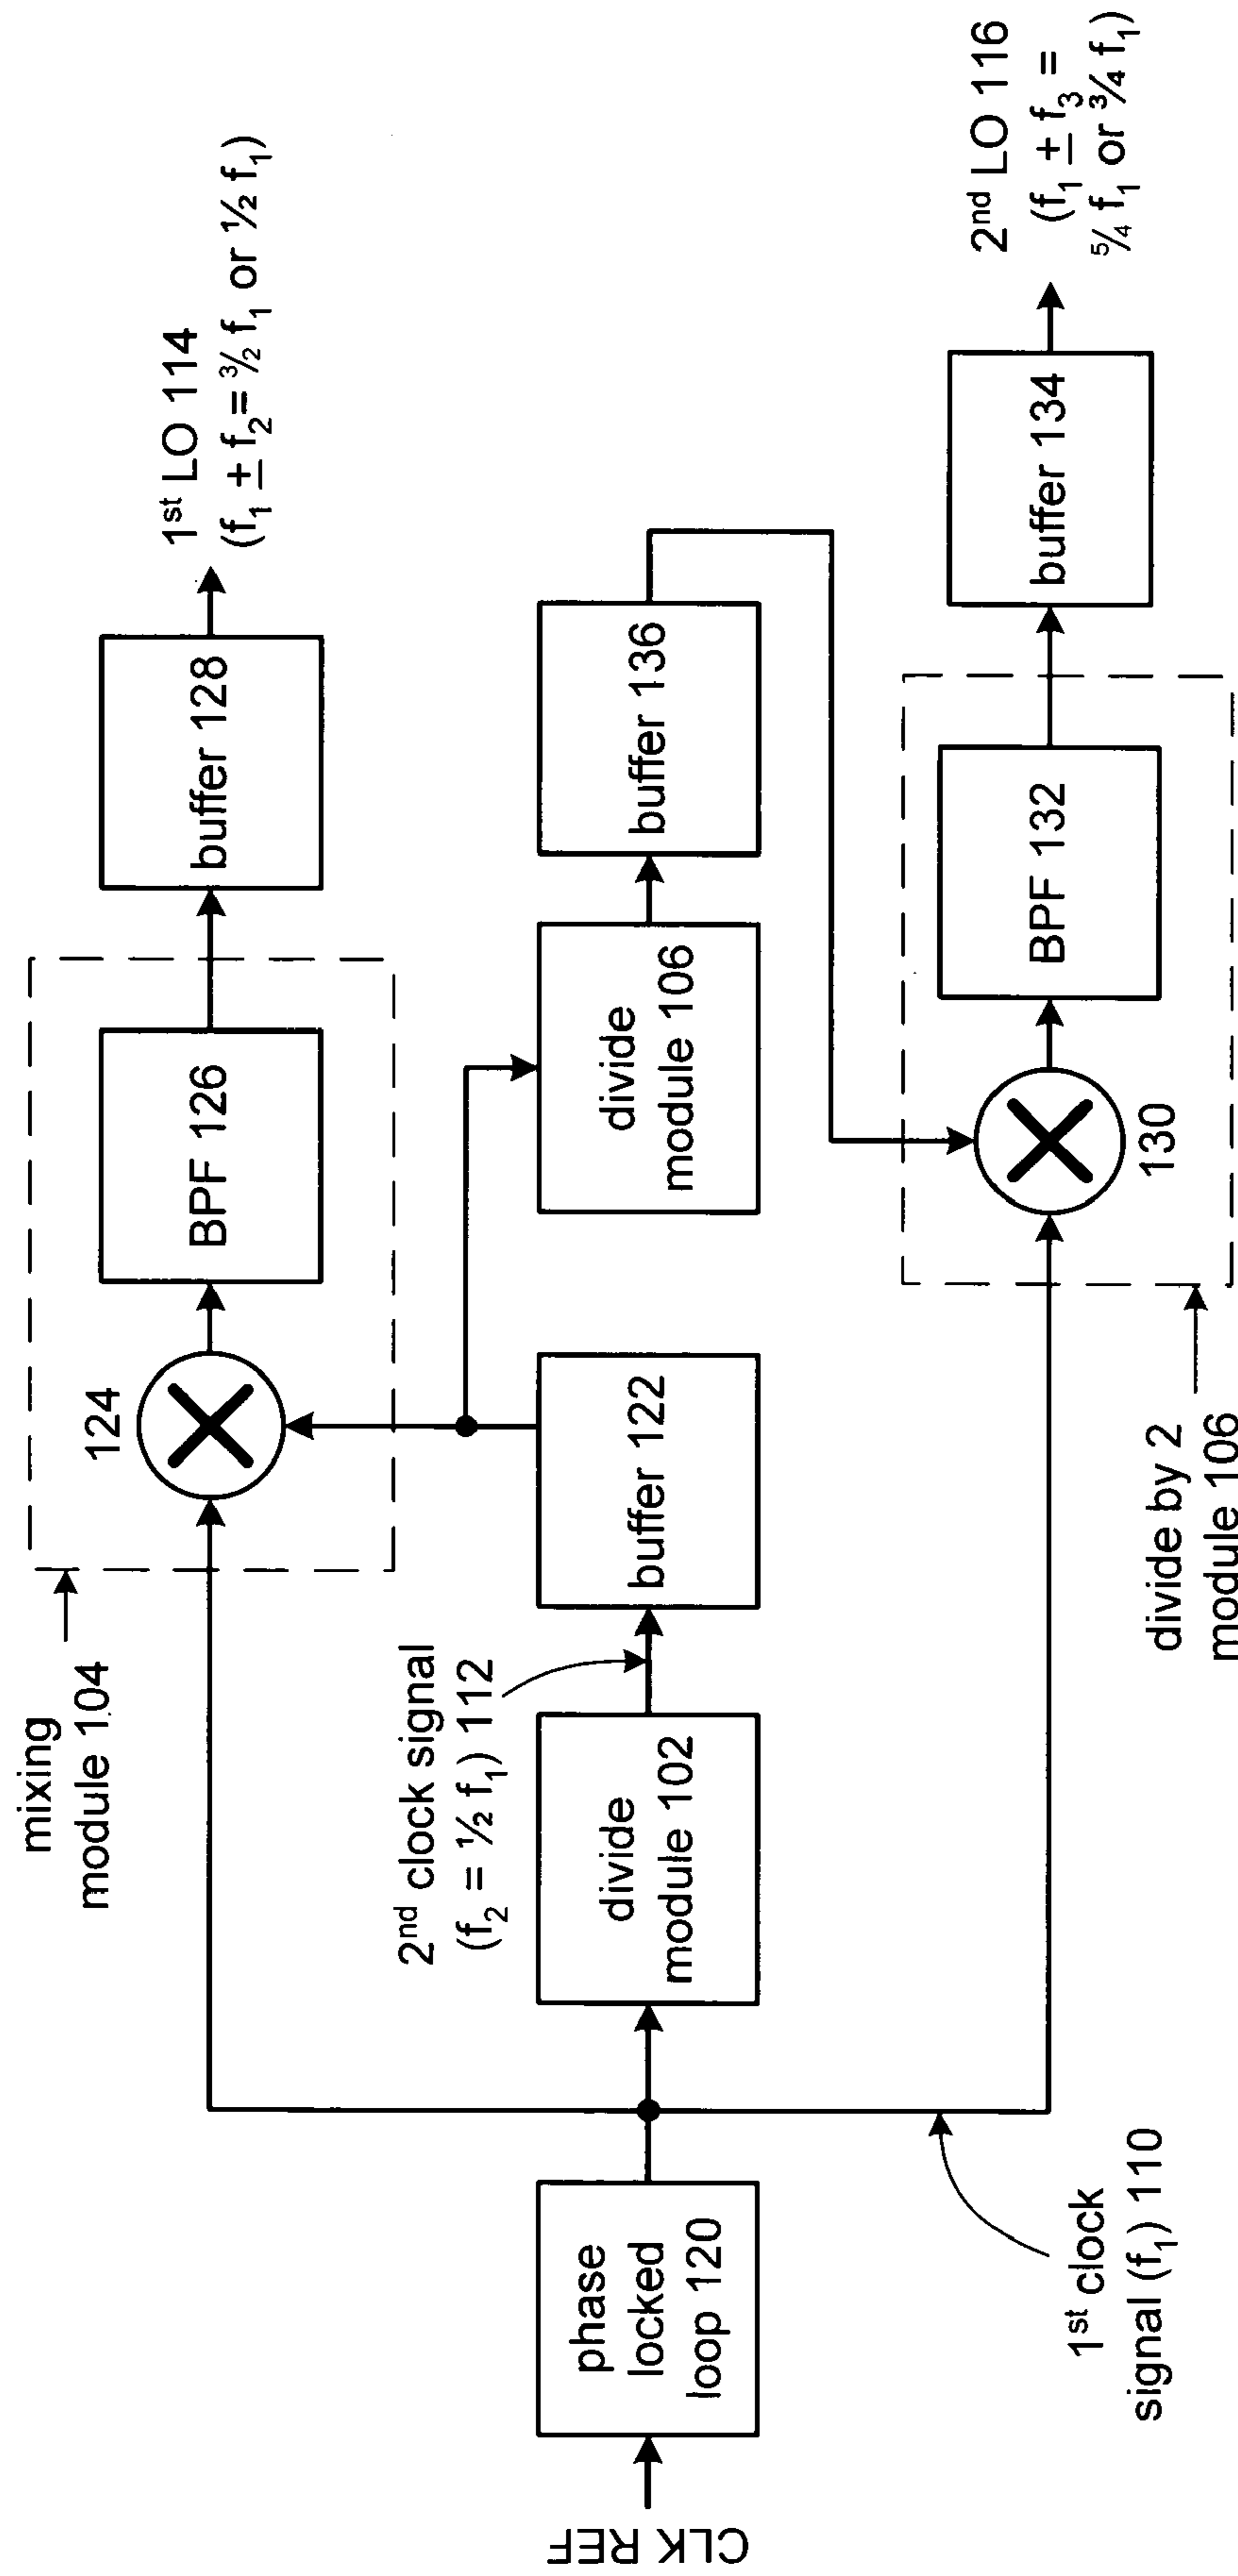 mixing
module 104
124
BPF 126
buffer 128
1st LO 114
(f1 ± f2 = 3/2 f1 or 1/2 f1)
CLK REF
phase
locked
loop 120
divide
module 102
2nd clock signal
(f2 = ½ f1) 112
buffer 122
divide
module 106
buffer 136
1st clock
signal (f1) 110
divide by 2
module 106
130
BPF 132
buffer 134
2nd LO 116
(f1 ± f3 =
5/4 f1 or ¾ f1)